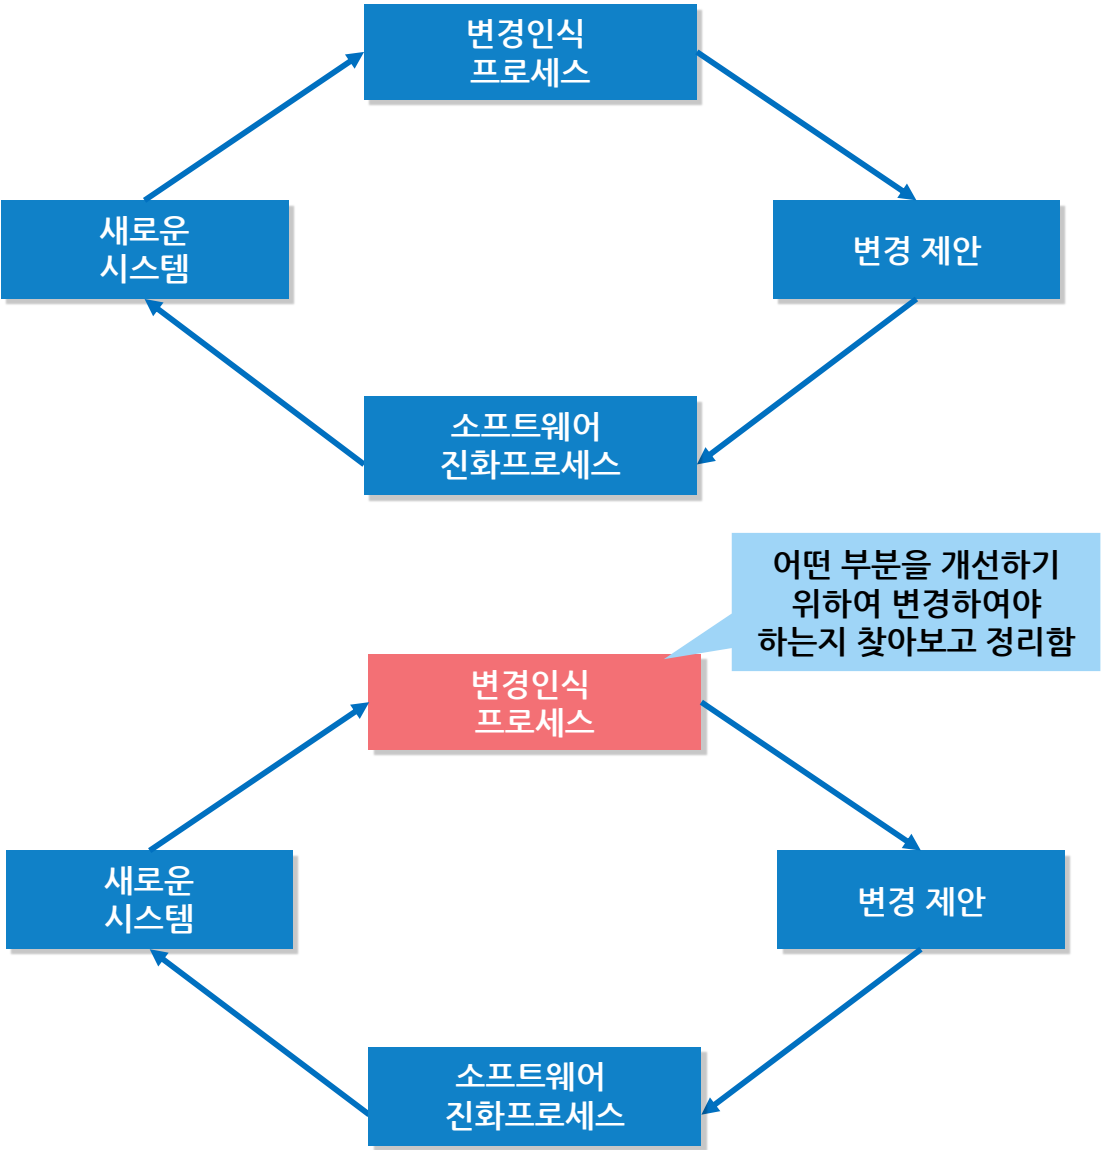 변경인식
프로세스
새로운
시스템
변경 제안
소프트웨어
진화프로세스
어떤 부분을 개선하기
위하여 변경하여야
하는지 찾아보고 정리함
변경인식
프로세스
새로운
시스템
변경 제안
소프트웨어
진화프로세스